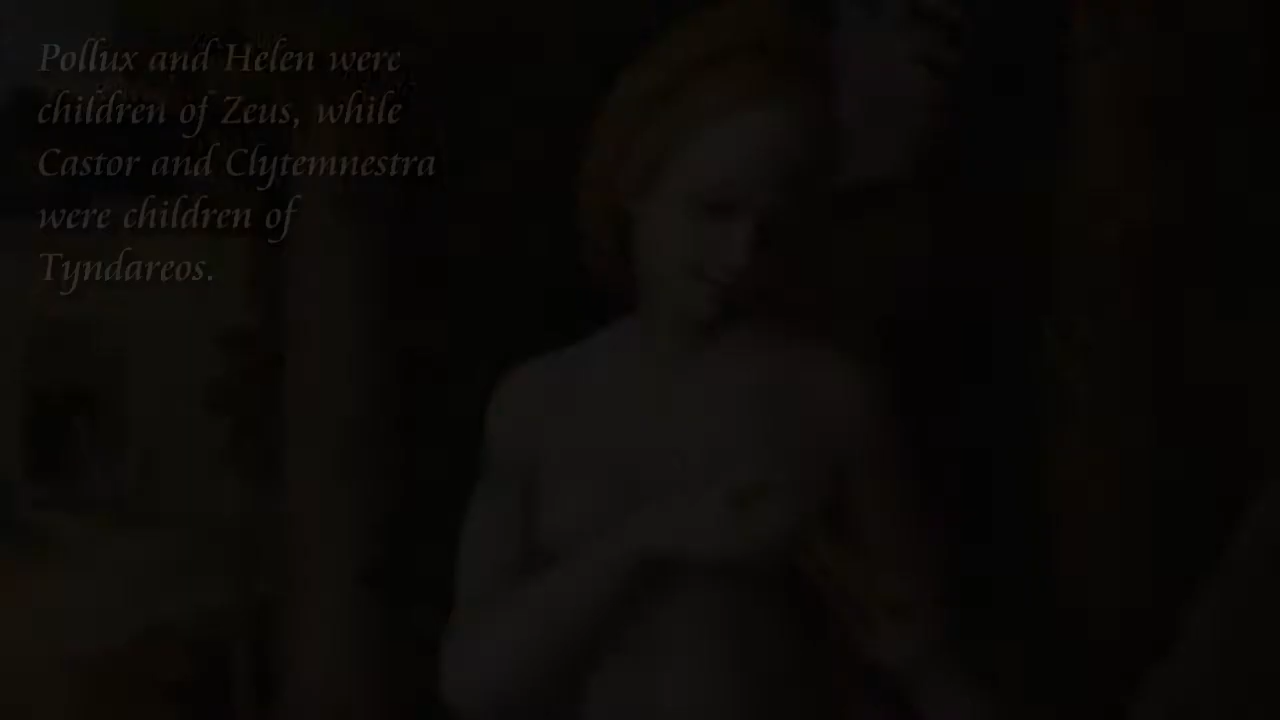 Pollux and Helen were
children of Zeus, while
Castor and Clytemnestra
were children of
Tyndareos.